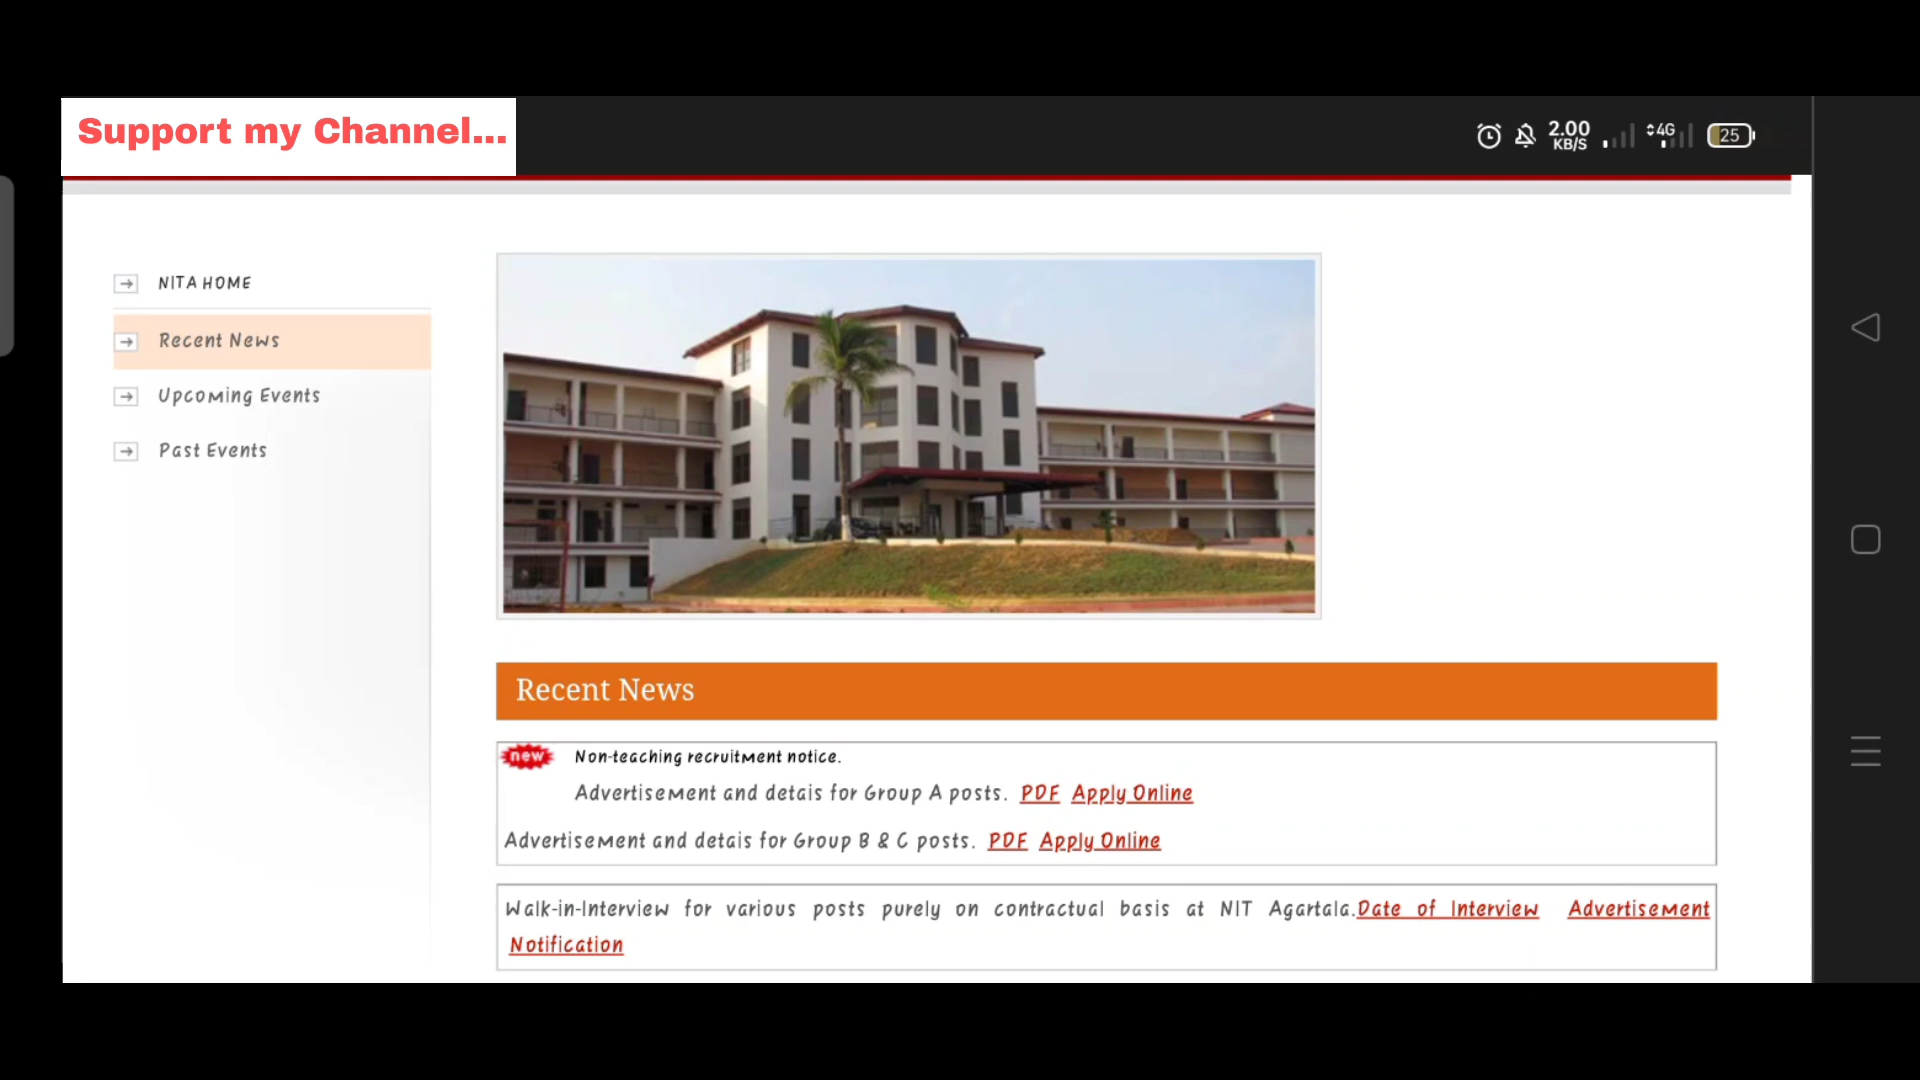 Support my Channel...
2.00
KB/S
4G
25
NITA HOME
Recent News
Upcoming Events
Past Events
Recent News
new
Non-teaching recruitment notice.
Advertisement and detais for Group A posts. PDF Apply Online
Advertisement and detais for Group B & C posts. PDF Apply Online
Walk-in-Interview for various posts purely on contractual basis at NIT Agartala.Date of Interview Advertisement
Notification